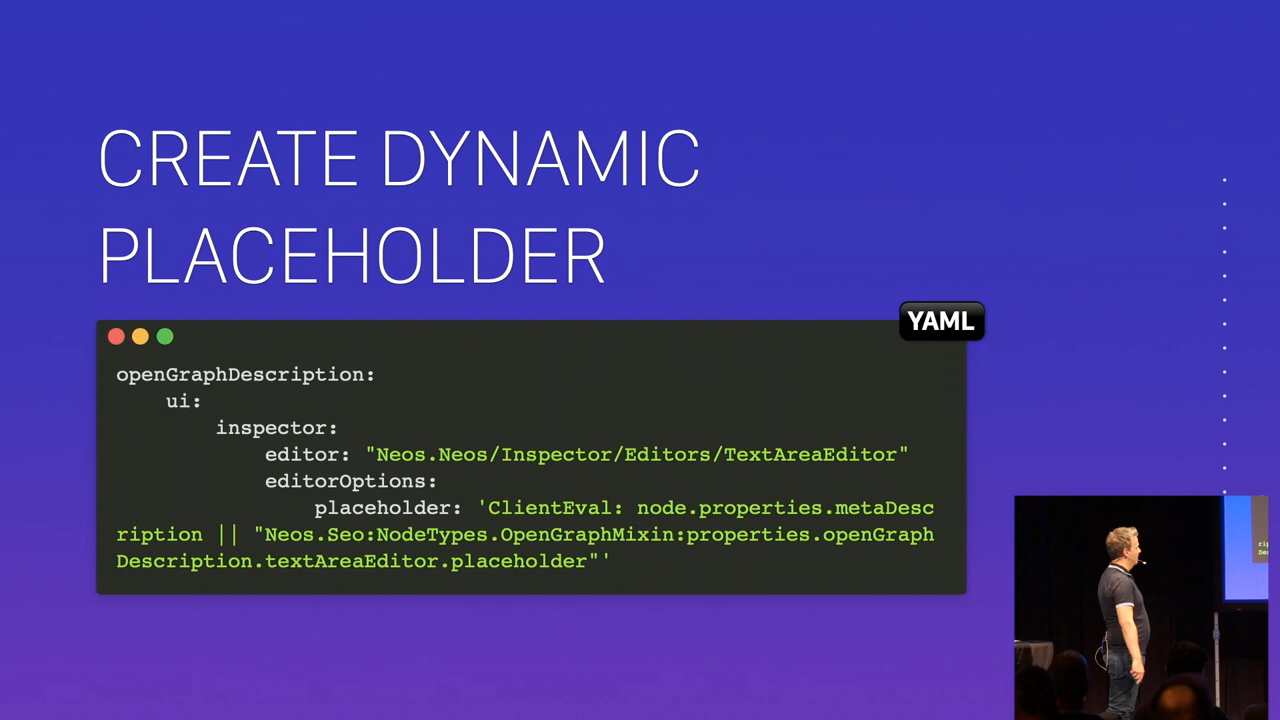 CREATE DYNAMIC
PLACEHOLDER
YAML
openGraphDescription:
    ui:
        inspector:
            editor: "Neos.Neos/Inspector/Editors/TextAreaEditor"
            editorOptions:
                placeholder: 'ClientEval: node.properties.metaDesc
ription || "Neos.Seo:NodeTypes.OpenGraphMixin:properties.openGraph
Description.textAreaEditor.placeholder"'